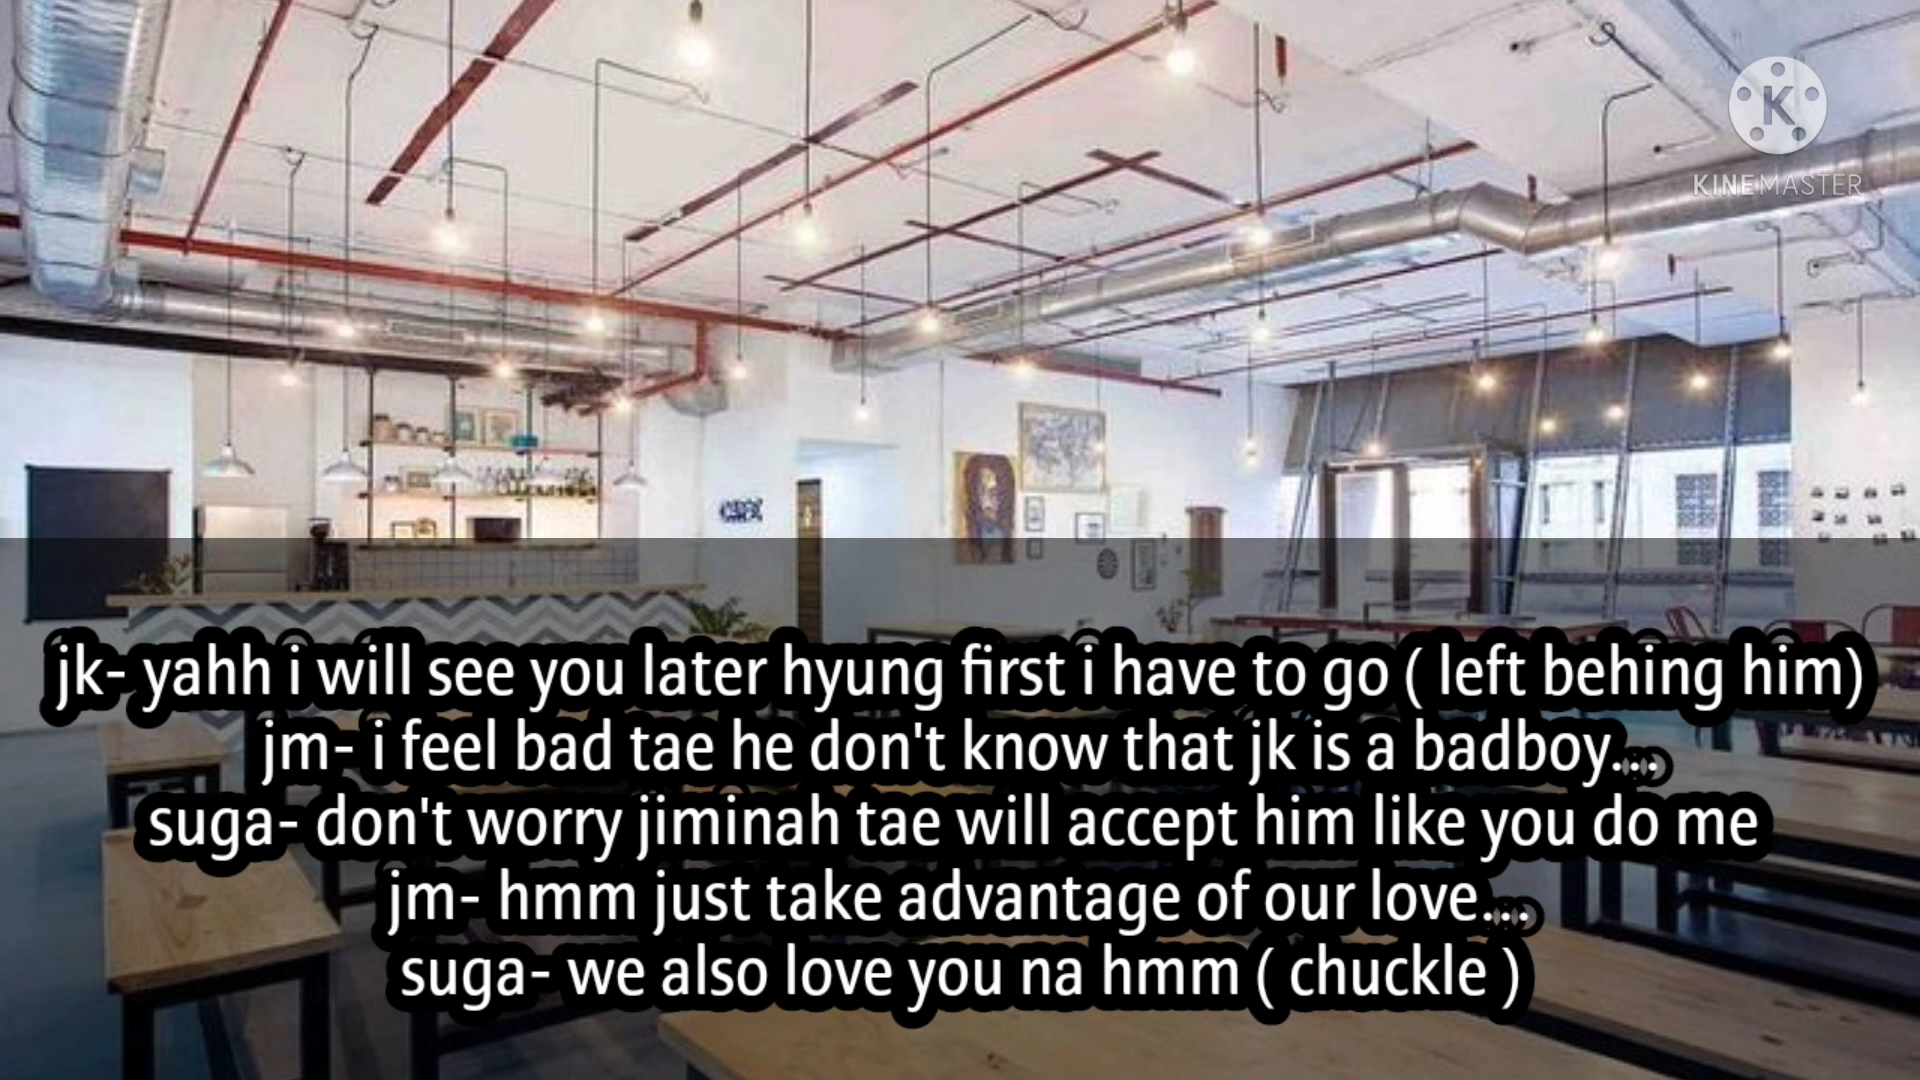 K
KINEMASTER
jk- yahh i will see you later hyung first i have to go ( left behing him)
jm- i feel bad tae he don't know that jk is a badboy...
suga- don't worry jiminah tae will accept him like you do me
jm- hmm just take advantage of our love...
suga- we also love you na hmm ( chuckle )